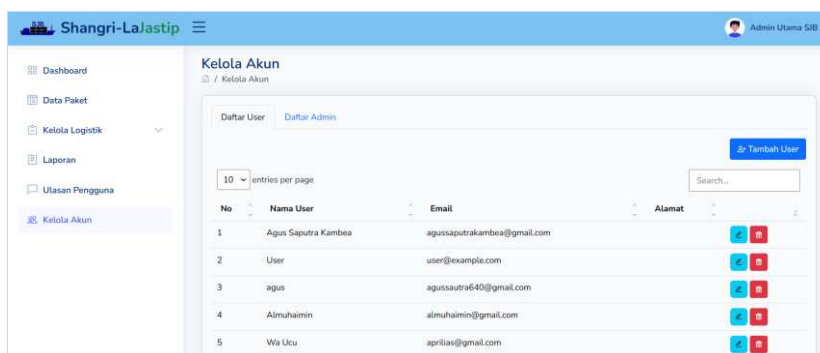 Shangri-LaJastip
Admin Utama SJB
Dashboard
Data Paket
Kelola Logistik
Laporan
Ulasan Pengguna
Kelola Akun
Kelola Akun
/ Kelola Akun
Daftar User Daftar Admin
Tambah User
10 entries per page
Search...
No Nama User Email Alamat
1 Agus Saputra Kambea agussaputrakambea@gmail.com
2 User user@example.com
3 agus agussautra640@gmail.com
4 Almuhaimin almuhaimin@gmail.com
5 Wa Ucu aprilias@gmail.com